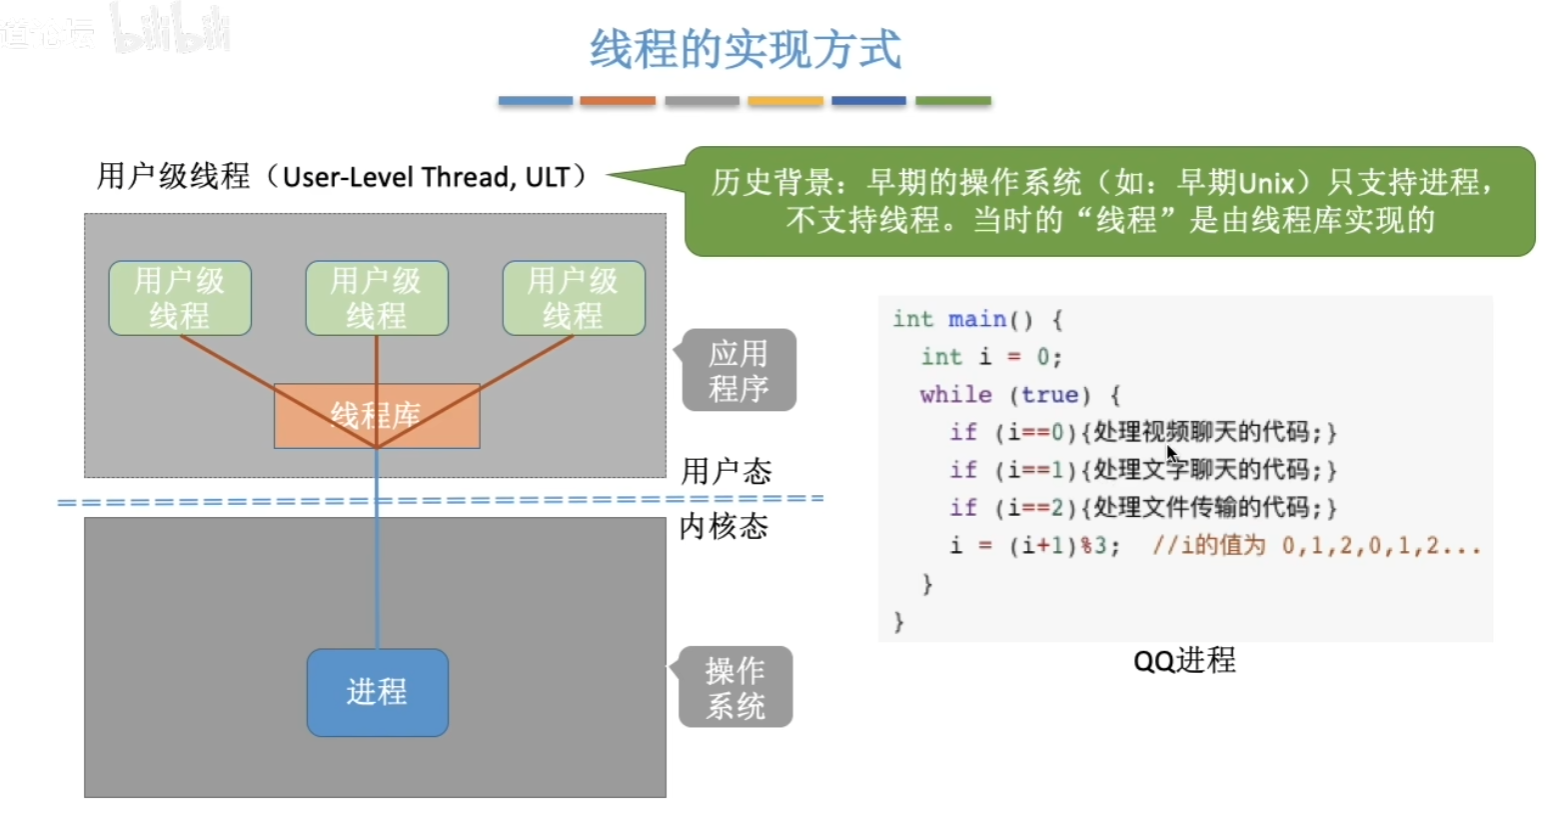 道论坛 bilibili
线程的实现方式
用户级线程（User-Level Thread, ULT）
历史背景：早期的操作系统（如：早期Unix）只支持进程，
不支持线程。当时的“线程”是由线程库实现的
用户级
线程
用户级
线程
用户级
线程
线程库
应用
程序
用户态
内核态
进程
操作
系统
int main() {
int i = 0;
while (true) {
if (i==0){处理视频聊天的代码;}
if (i==1){处理文字聊天的代码;}
if (i==2){处理文件传输的代码;}
i = (i+1)%3; //i的值为 0,1,2,0,1,2...
}
}
QQ进程